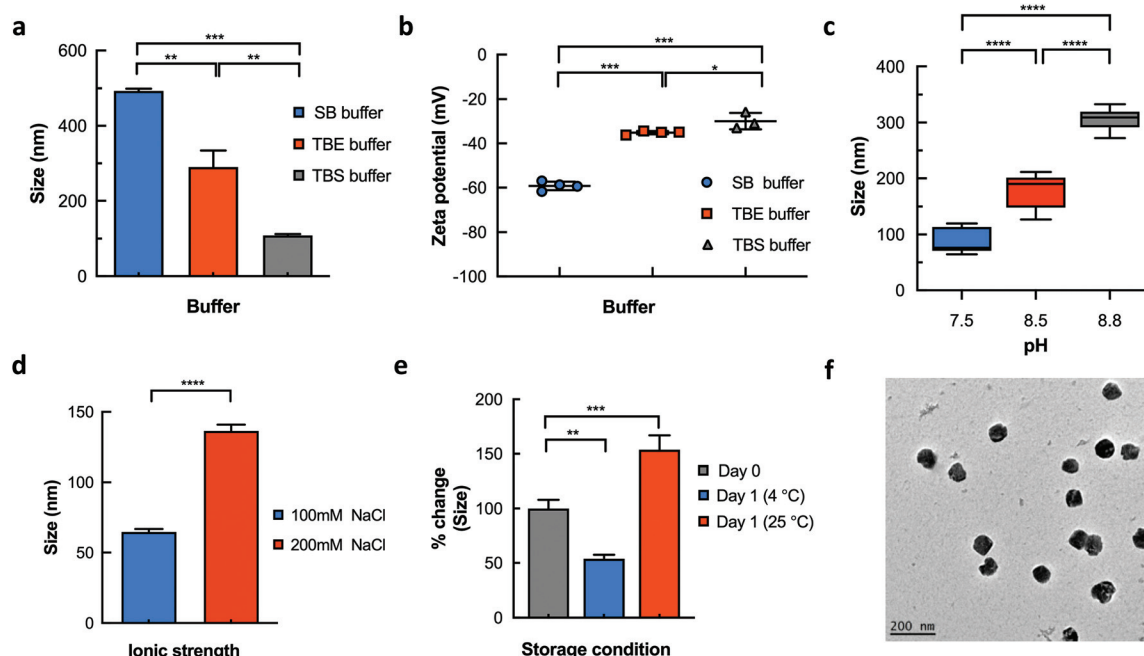 a
***
**
**
600
400
200
0
Size (nm)
SB buffer
TBE buffer
TBS buffer
Buffer
b
***
***
*
0
-20
-40
-60
-80
-100
Zeta potential (mV)
SB buffer
TBE buffer
TBS buffer
Buffer
c
****
****
****
400
300
200
100
0
Size (nm)
7.5
8.5
8.8
pH
d
****
150
100
50
0
Size (nm)
100mM NaCl
200mM NaCl
Ionic strength
e
***
**
200
150
100
50
0
% change
(Size)
Day 0
Day 1 (4 °C)
Day 1 (25 °C)
Storage condition
f
200 nm